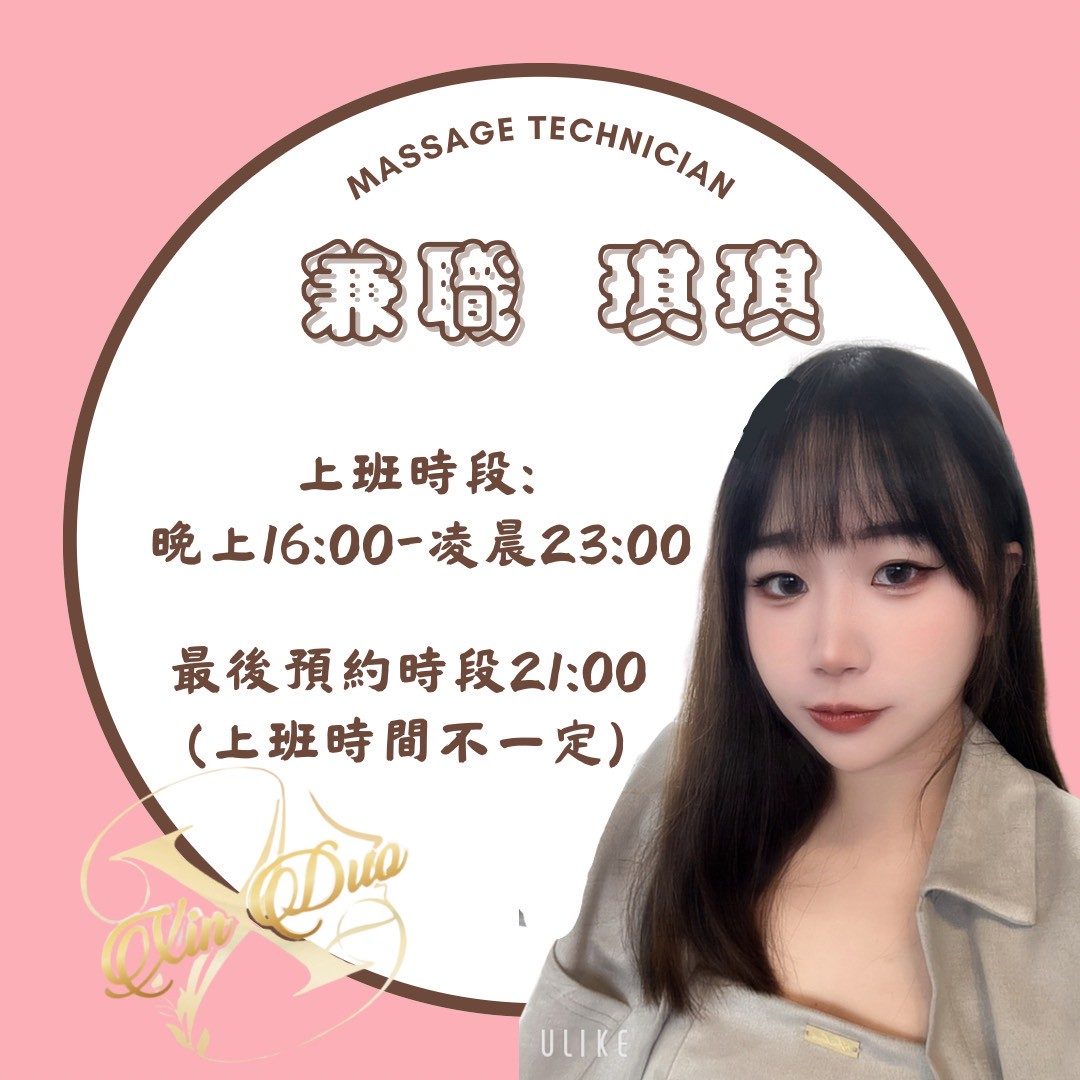 MASSAGE TECHNICIAN
兼職 琪琪
上班時段:
晚上16:00-凌晨23:00
最後預約時段21:00
(上班時間不一定)
Xin Duo
ULIKE